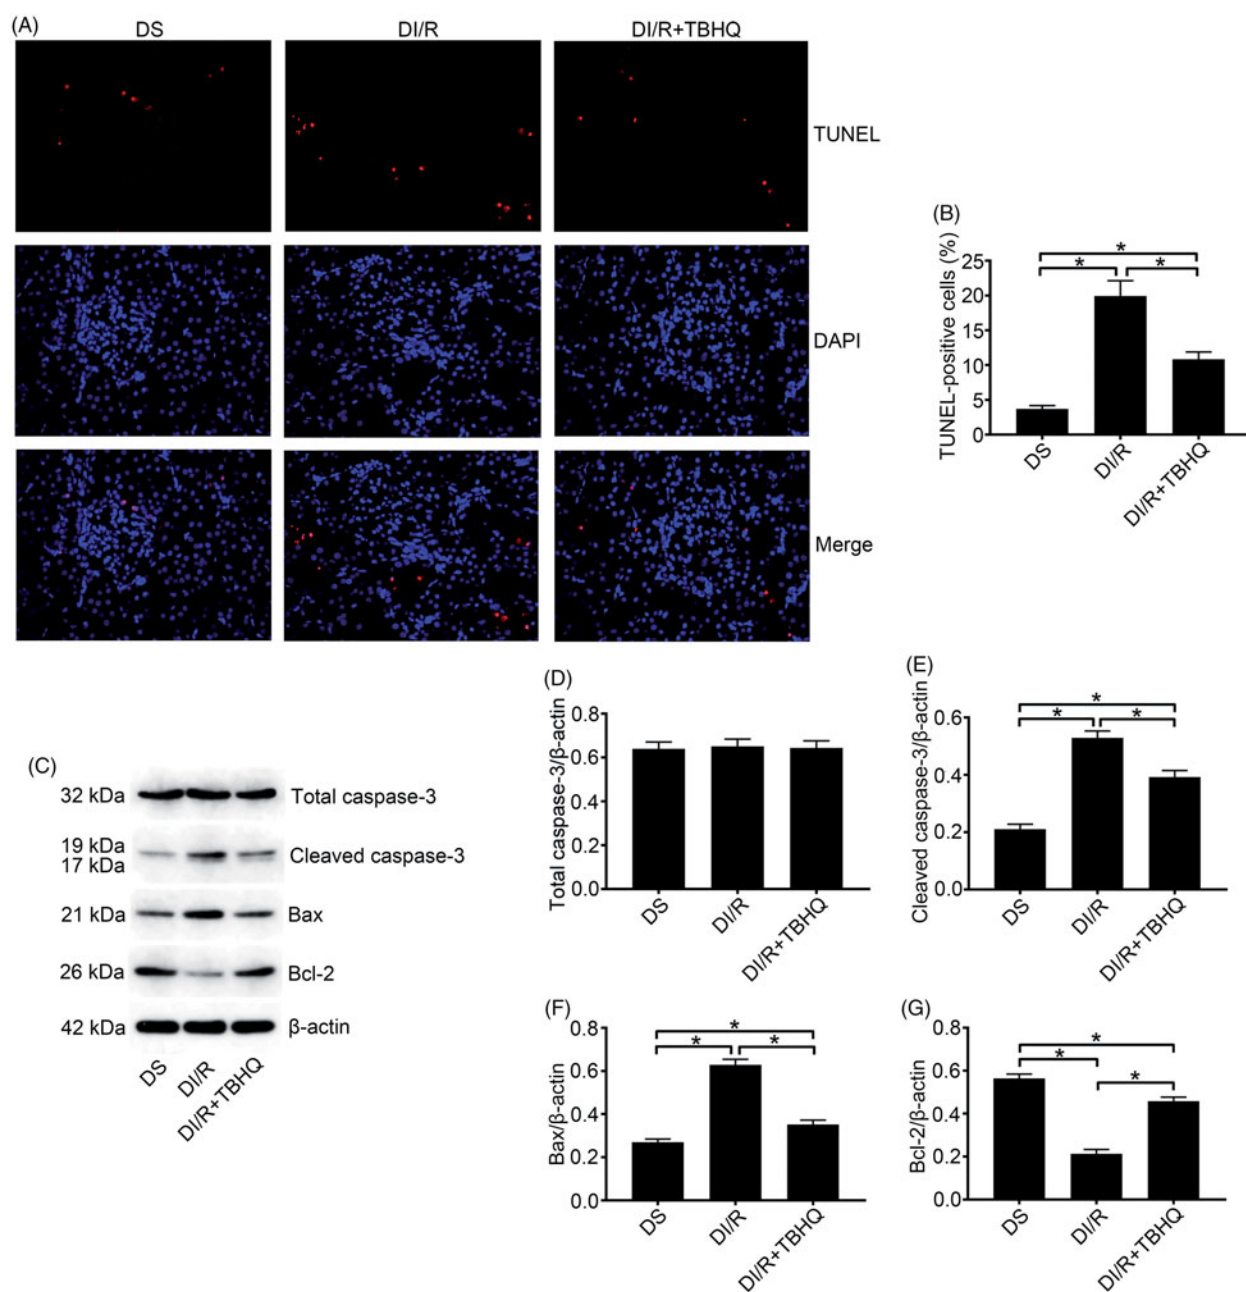 (A)
DS
DI/R
DI/R+TBHQ
TUNEL
DAPI
Merge
(B)
TUNEL-positive cells (%)
25
20
15
10
5
0
*
* *
DS
DI/R
DI/R+TBHQ
(C)
32 kDa Total caspase-3
19 kDa
17 kDa
Cleaved caspase-3
21 kDa Bax
26 kDa Bcl-2
42 kDa β-actin
DS
DI/R
DI/R+TBHQ
(D)
Total caspase-3/β-actin
0.8
0.6
0.4
0.2
0.0
DS
DI/R
DI/R+TBHQ
(E)
Cleaved caspase-3/β-actin
0.8
0.6
0.4
0.2
0.0
*
* *
DS
DI/R
DI/R+TBHQ
(F)
Bax/β-actin
0.8
0.6
0.4
0.2
0.0
*
* *
DS
DI/R
DI/R+TBHQ
(G)
Bcl-2/β-actin
0.8
0.6
0.4
0.2
0.0
*
*
*
DS
DI/R
DI/R+TBHQ